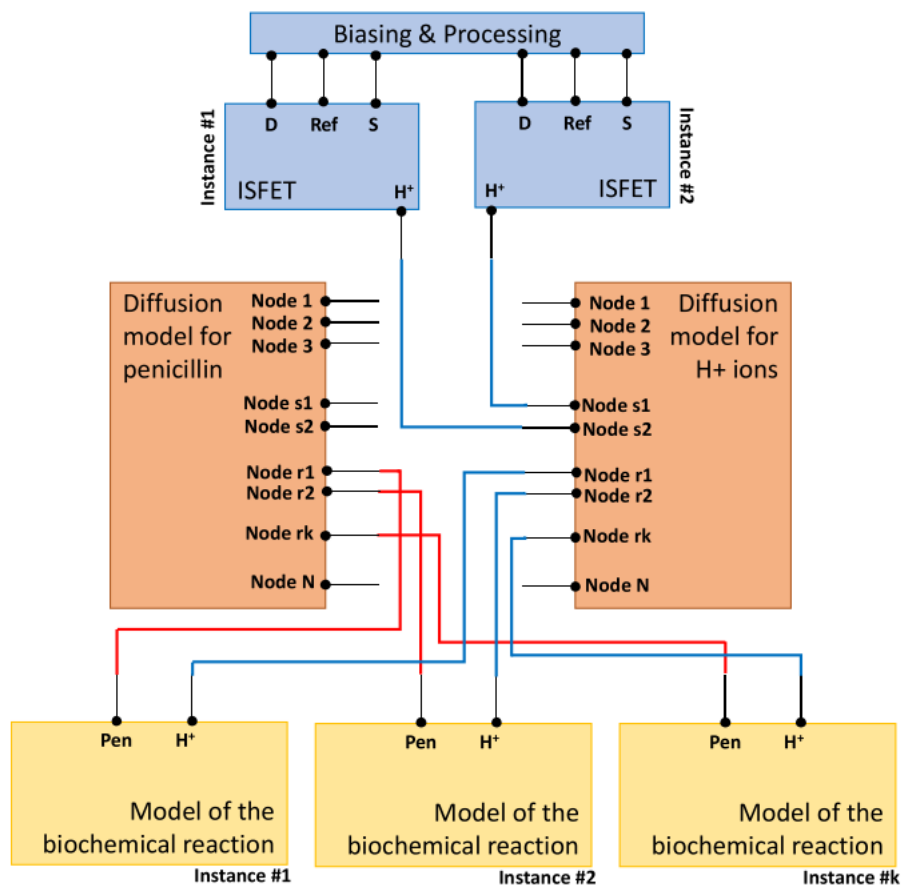 Biasing & Processing
Instance #1
D Ref S
ISFET
H+
D Ref S
H+
ISFET
Instance #2
Diffusion
model for
penicillin
Node 1
Node 2
Node 3
Node s1
Node s2
Node r1
Node r2
Node rk
Node N
Node 1
Node 2
Node 3
Node s1
Node s2
Node r1
Node r2
Node rk
Node N
Diffusion
model for
H+ ions
Pen H+
Model of the
biochemical reaction
Instance #1
Pen H+
Model of the
biochemical reaction
Instance #2
Pen H+
Model of the
biochemical reaction
Instance #k